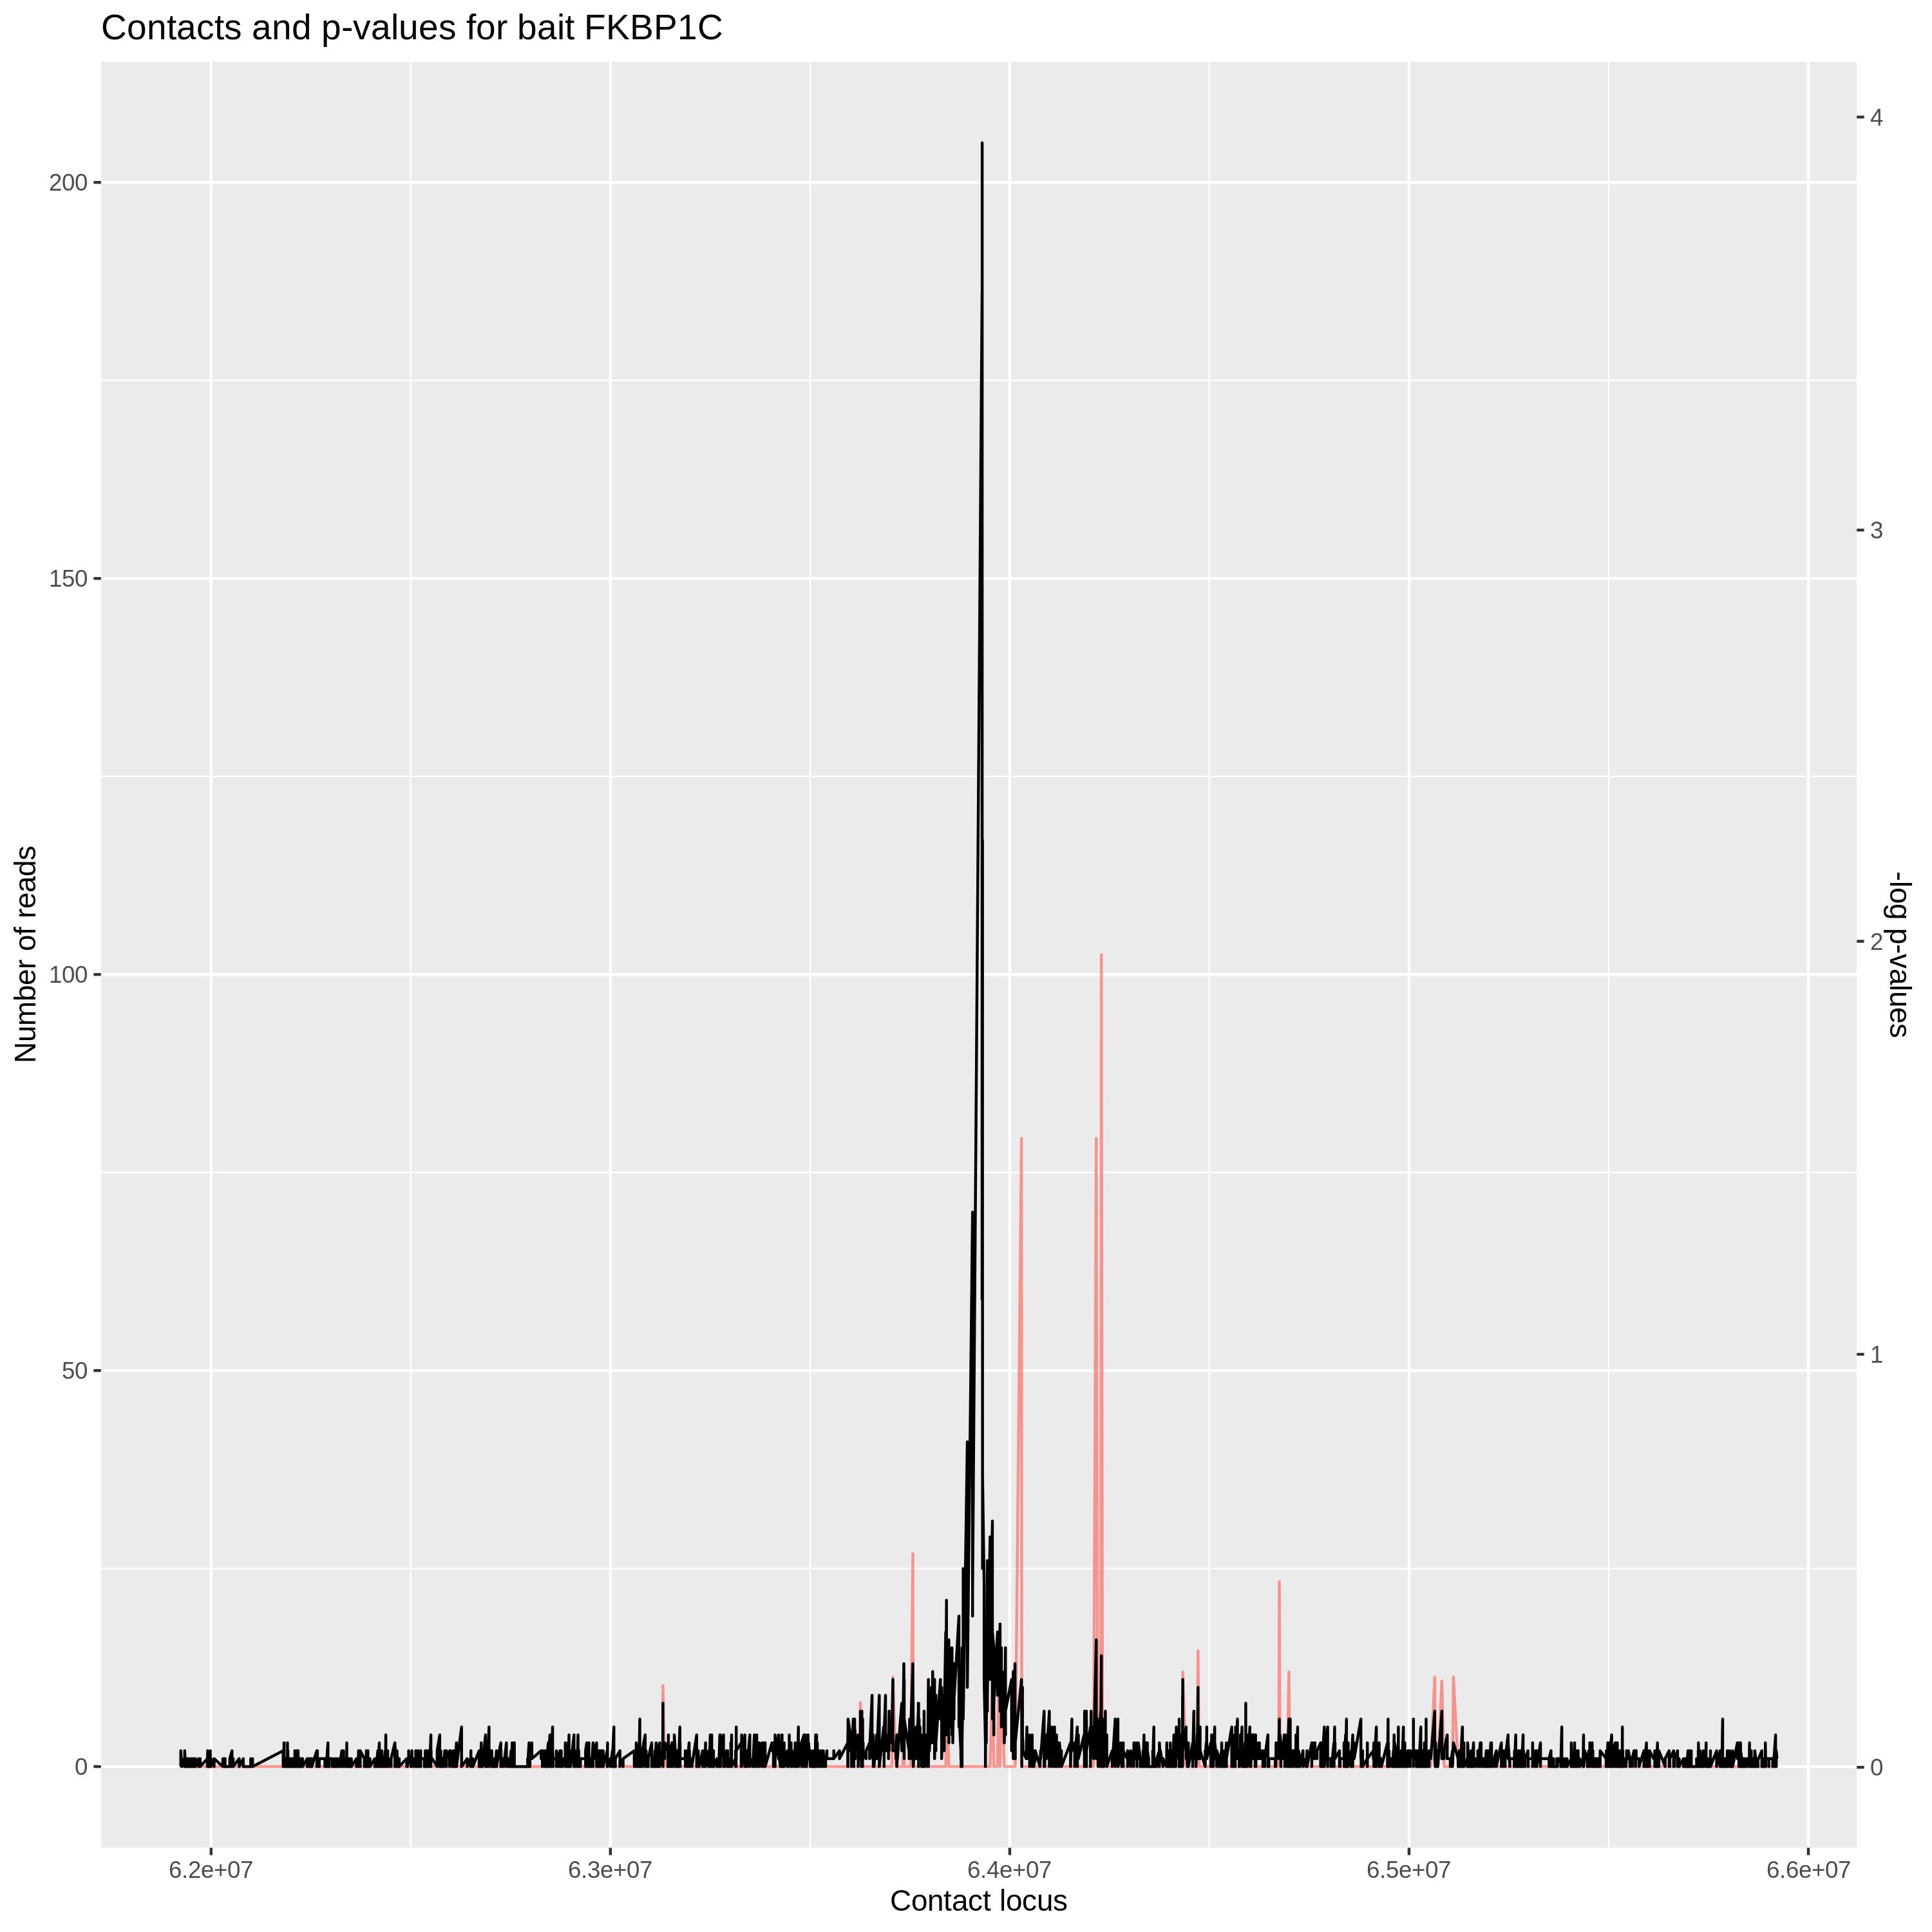 Contacts and p-values for bait FKBP1C
Number of reads
200
150
100
50
0
4
3
2
1
0
-log p-values
6.2e+07 6.3e+07 6.4e+07 6.5e+07 6.6e+07
Contact locus